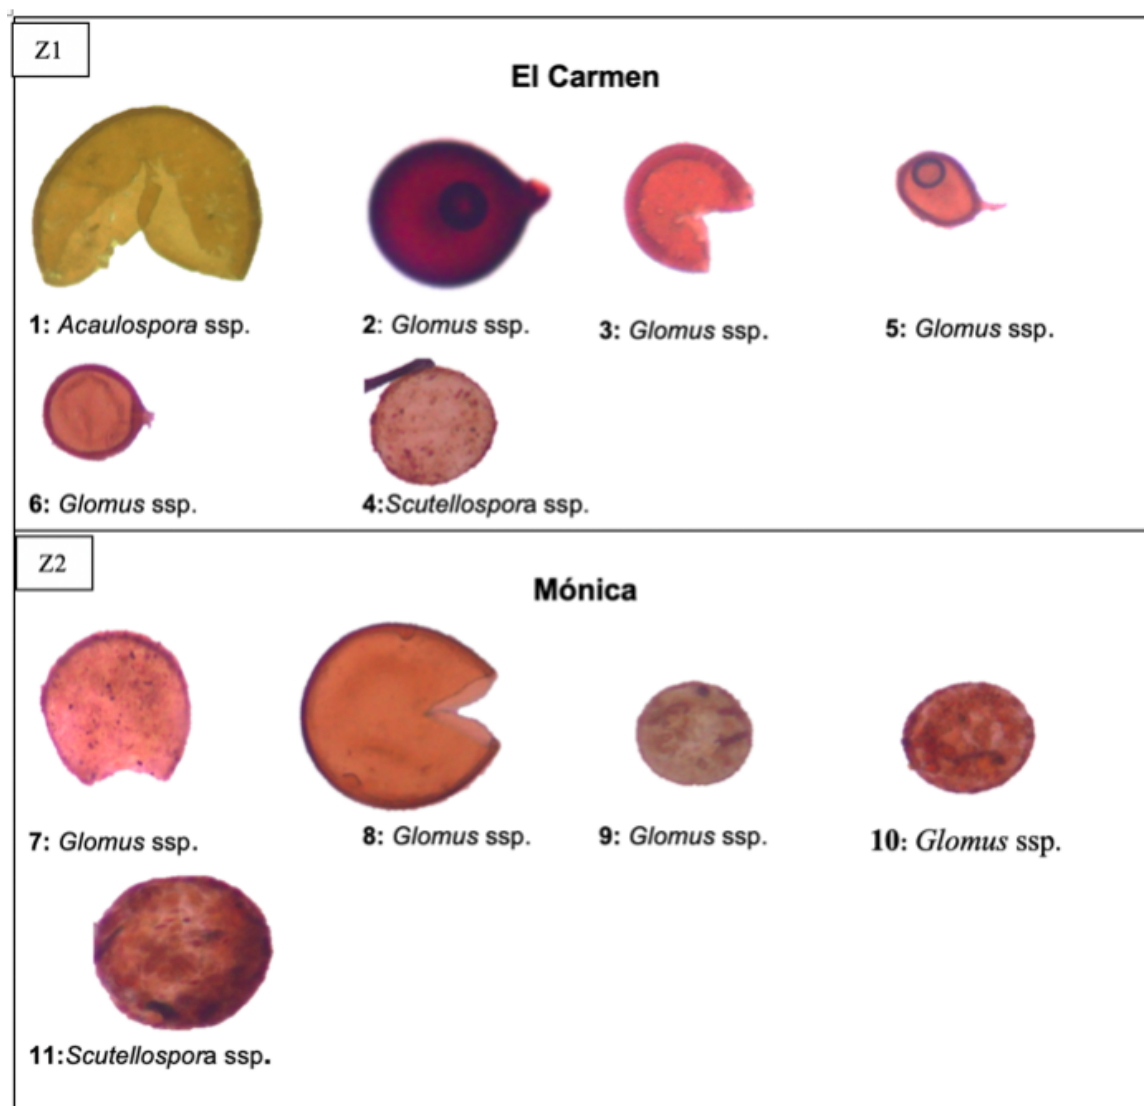 Z1
El Carmen
1: Acaulospora ssp.
2: Glomus ssp.
3: Glomus ssp.
5: Glomus ssp.
6: Glomus ssp.
4:Scutellospora ssp.
Z2
Mónica
7: Glomus ssp.
8: Glomus ssp.
9: Glomus ssp.
10: Glomus ssp.
11:Scutellospora ssp.